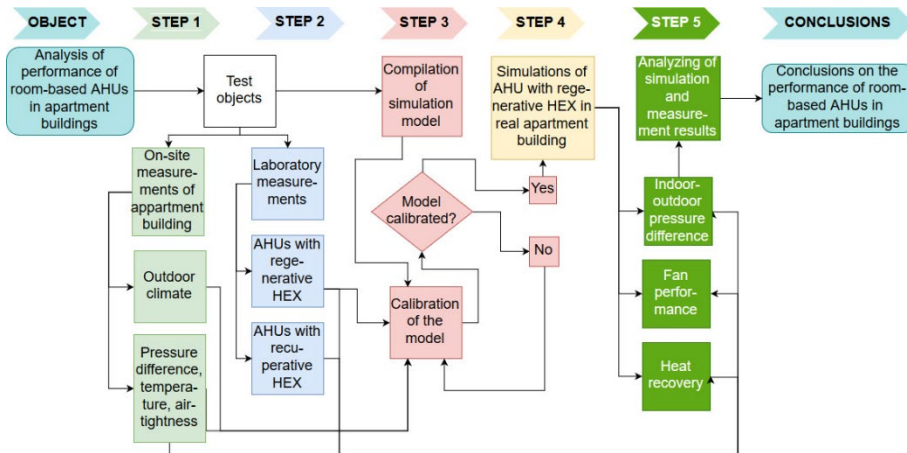 OBJECT
STEP 1
STEP 2
STEP 3
STEP 4
STEP 5
CONCLUSIONS
Analysis of
performance of
room-based AHUs
in apartment
buildings
Test
objects
Compilation
of
simulation
model
Simulations of
AHU with rege-
nerative HEX in
real apartment
building
Analyzing of
simulation
and
measurement
results
Conclusions on the
performance of room-
based AHUs in
apartment buildings
On-site
measure-
ments of
appartment
building
Laboratory
measure-
ments
Model
calibrated?
Yes
No
Indoor-
outdoor
pressure
difference
Outdoor
climate
AHUs with
rege-
nerative
HEX
Calibration
of the
model
Fan
perfor-
mance
Pressure
difference,
tempera-
ture, air-
tightness
AHUs with
recu-
perative
HEX
Heat
recovery